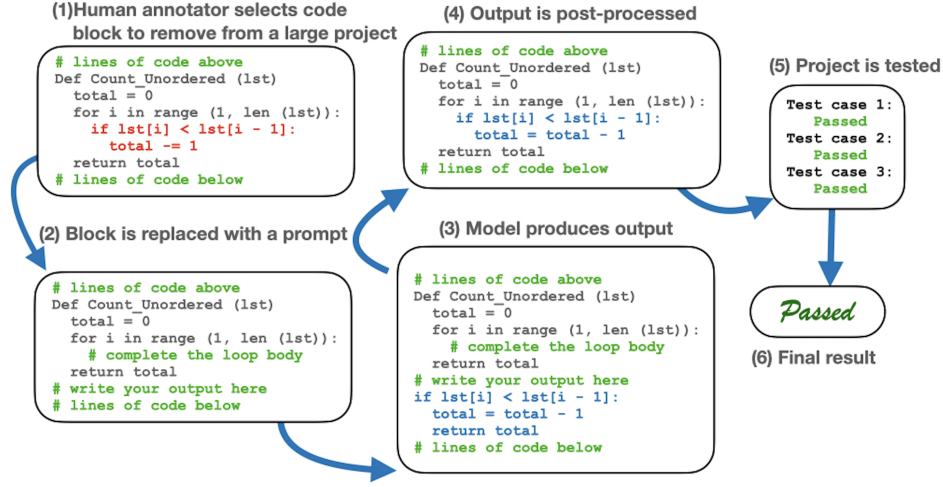 (1)Human annotator selects code
block to remove from a large project
# lines of code above
Def Count_Unordered (lst)
total = 0
for i in range (1, len (lst)):
if lst[i] < lst[i - 1]:
total -= 1
return total
# lines of code below
(2) Block is replaced with a prompt
# lines of code above
Def Count_Unordered (lst)
total = 0
for i in range (1, len (lst)):
# complete the loop body
return total
# write your output here
# lines of code below
(3) Model produces output
# lines of code above
Def Count_Unordered (lst)
total = 0
for i in range (1, len (lst)):
# complete the loop body
return total
# write your output here
if lst[i] < lst[i - 1]:
total = total - 1
return total
# lines of code below
(4) Output is post-processed
# lines of code above
Def Count_Unordered (lst)
total = 0
for i in range (1, len (lst)):
if lst[i] < lst[i - 1]:
total = total - 1
return total
# lines of code below
(5) Project is tested
Test case 1:
Passed
Test case 2:
Passed
Test case 3:
Passed
Passed
(6) Final result